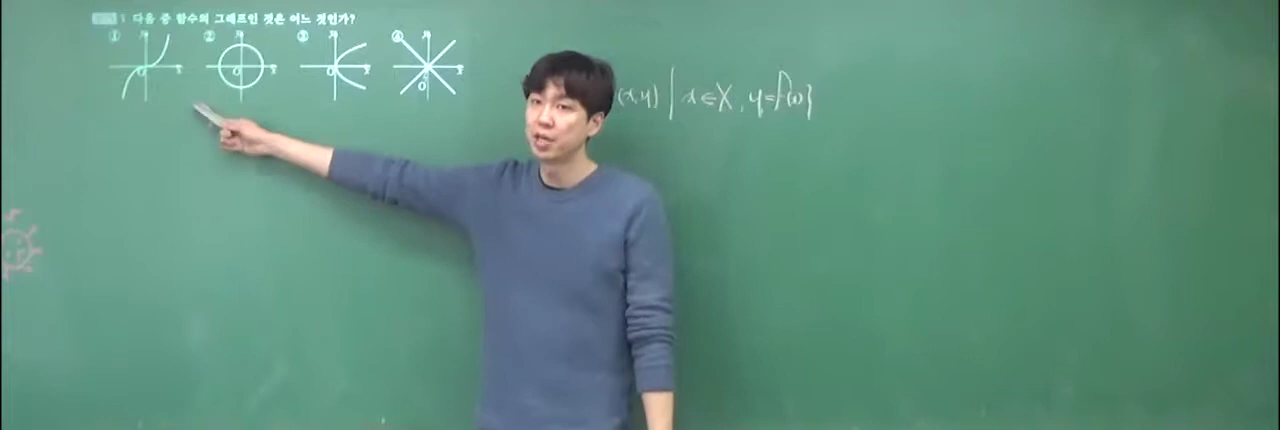 1 다음 중 함수의 그래프인 것은 어느 것인가?
① y O x ② y O x ③ y O x ④ y O x
(x,y) | x∈X, y=f(x)}